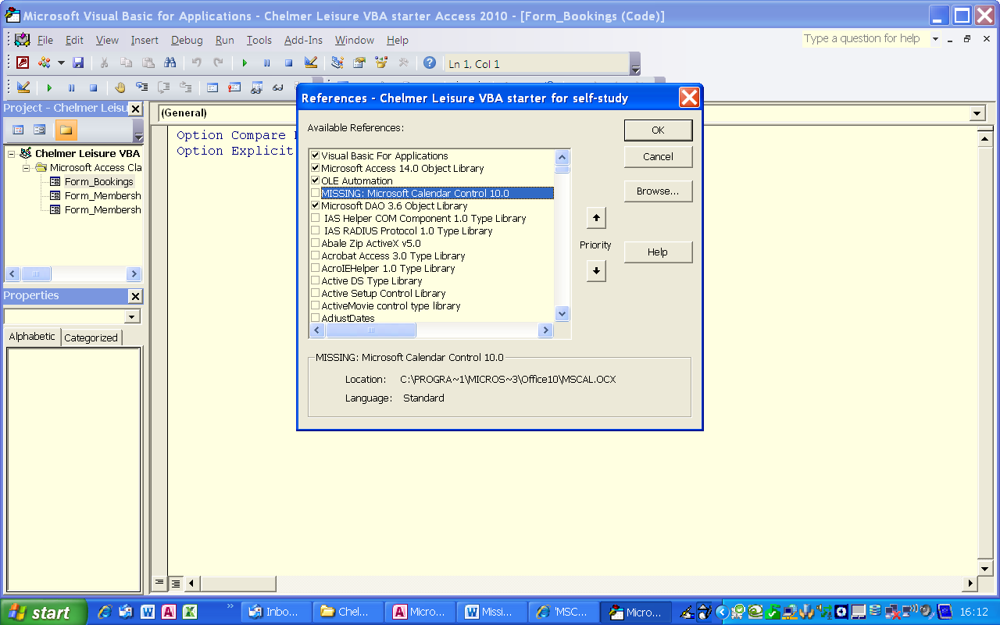 Microsoft Visual Basic for Applications - Chelmer Leisure VBA starter Access 2010 - [Form_Bookings (Code)]
File Edit View Insert Debug Run Tools Add-Ins Window Help
Type a question for help
Ln 1, Col 1
Project - Chelmer Leisu
Chelmer Leisure VBA
Microsoft Access Cla
Form_Bookings
Form_Membersh
Form_Membersh
Properties
Alphabetic Categorized
(General)
Option Compare
Option Explicit
References - Chelmer Leisure VBA starter for self-study
Available References:
Visual Basic For Applications
Microsoft Access 14.0 Object Library
OLE Automation
MISSING: Microsoft Calendar Control 10.0
Microsoft DAO 3.6 Object Library
IAS Helper COM Component 1.0 Type Library
IAS RADIUS Protocol 1.0 Type Library
Abale Zip ActiveX v5.0
Acrobat Access 3.0 Type Library
AcroIEHelper 1.0 Type Library
Active DS Type Library
Active Setup Control Library
ActiveMovie control type library
AdjustDates
OK
Cancel
Browse...
Priority
Help
MISSING: Microsoft Calendar Control 10.0
Location: C:\PROGRA~1\MICROS~3\Office10\MSCAL.OCX
Language: Standard
start
Inbo...
Chel...
Micro...
Missi...
'MSC...
Micro...
16:12